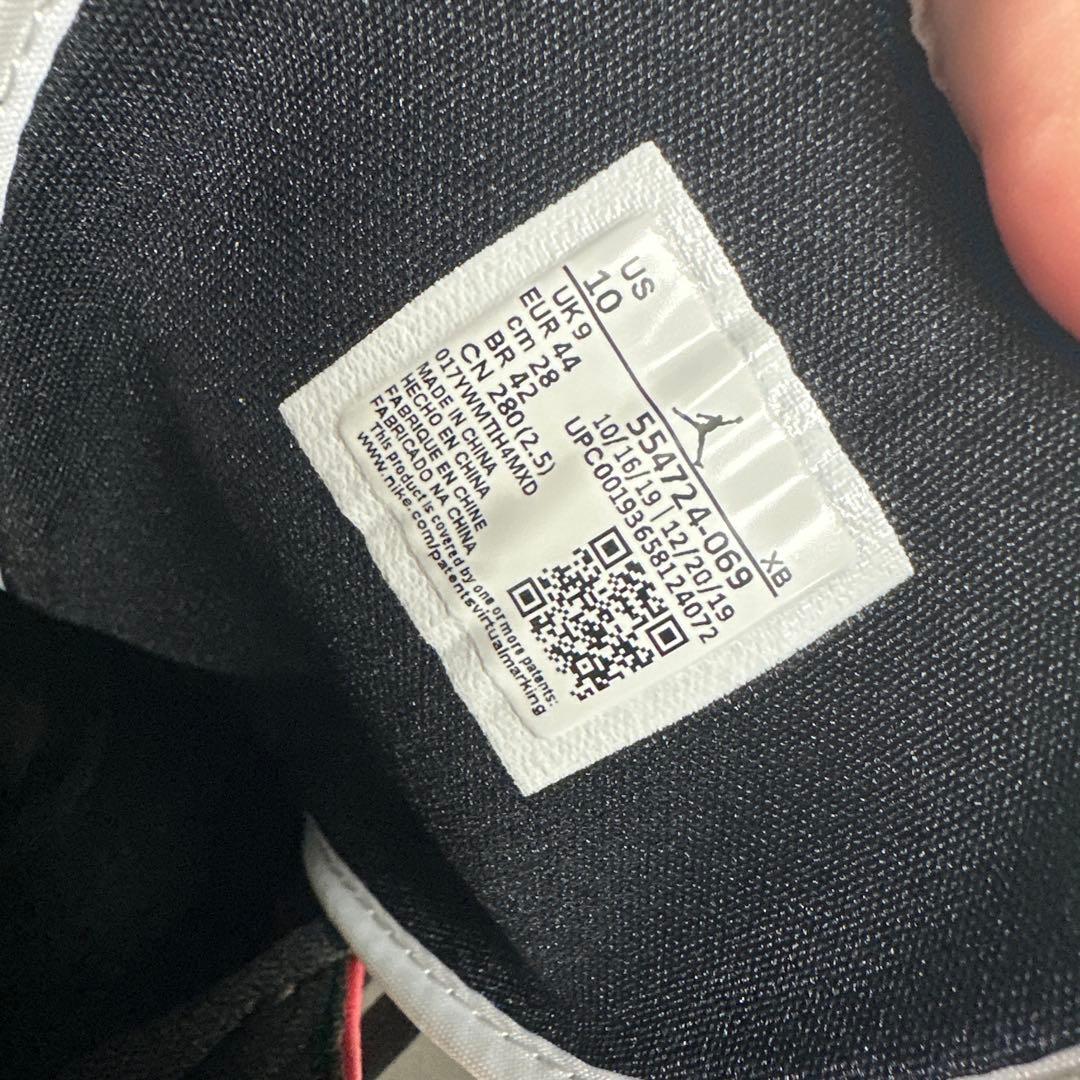 US
10
XB
UK 9
EUR 44
cm 28
BR 42
CN 280(2.5)
554724-069
10/16/19 | 12/20/19
UPC00193658124072
017YWMTIH4MXD
MADE IN CHINA
HECHO EN CHINA
FABRIQUE EN CHINE
FABRICADO NA CHINA
This product is covered by one or more patents:
www.nike.com/patentsvirtualmarking